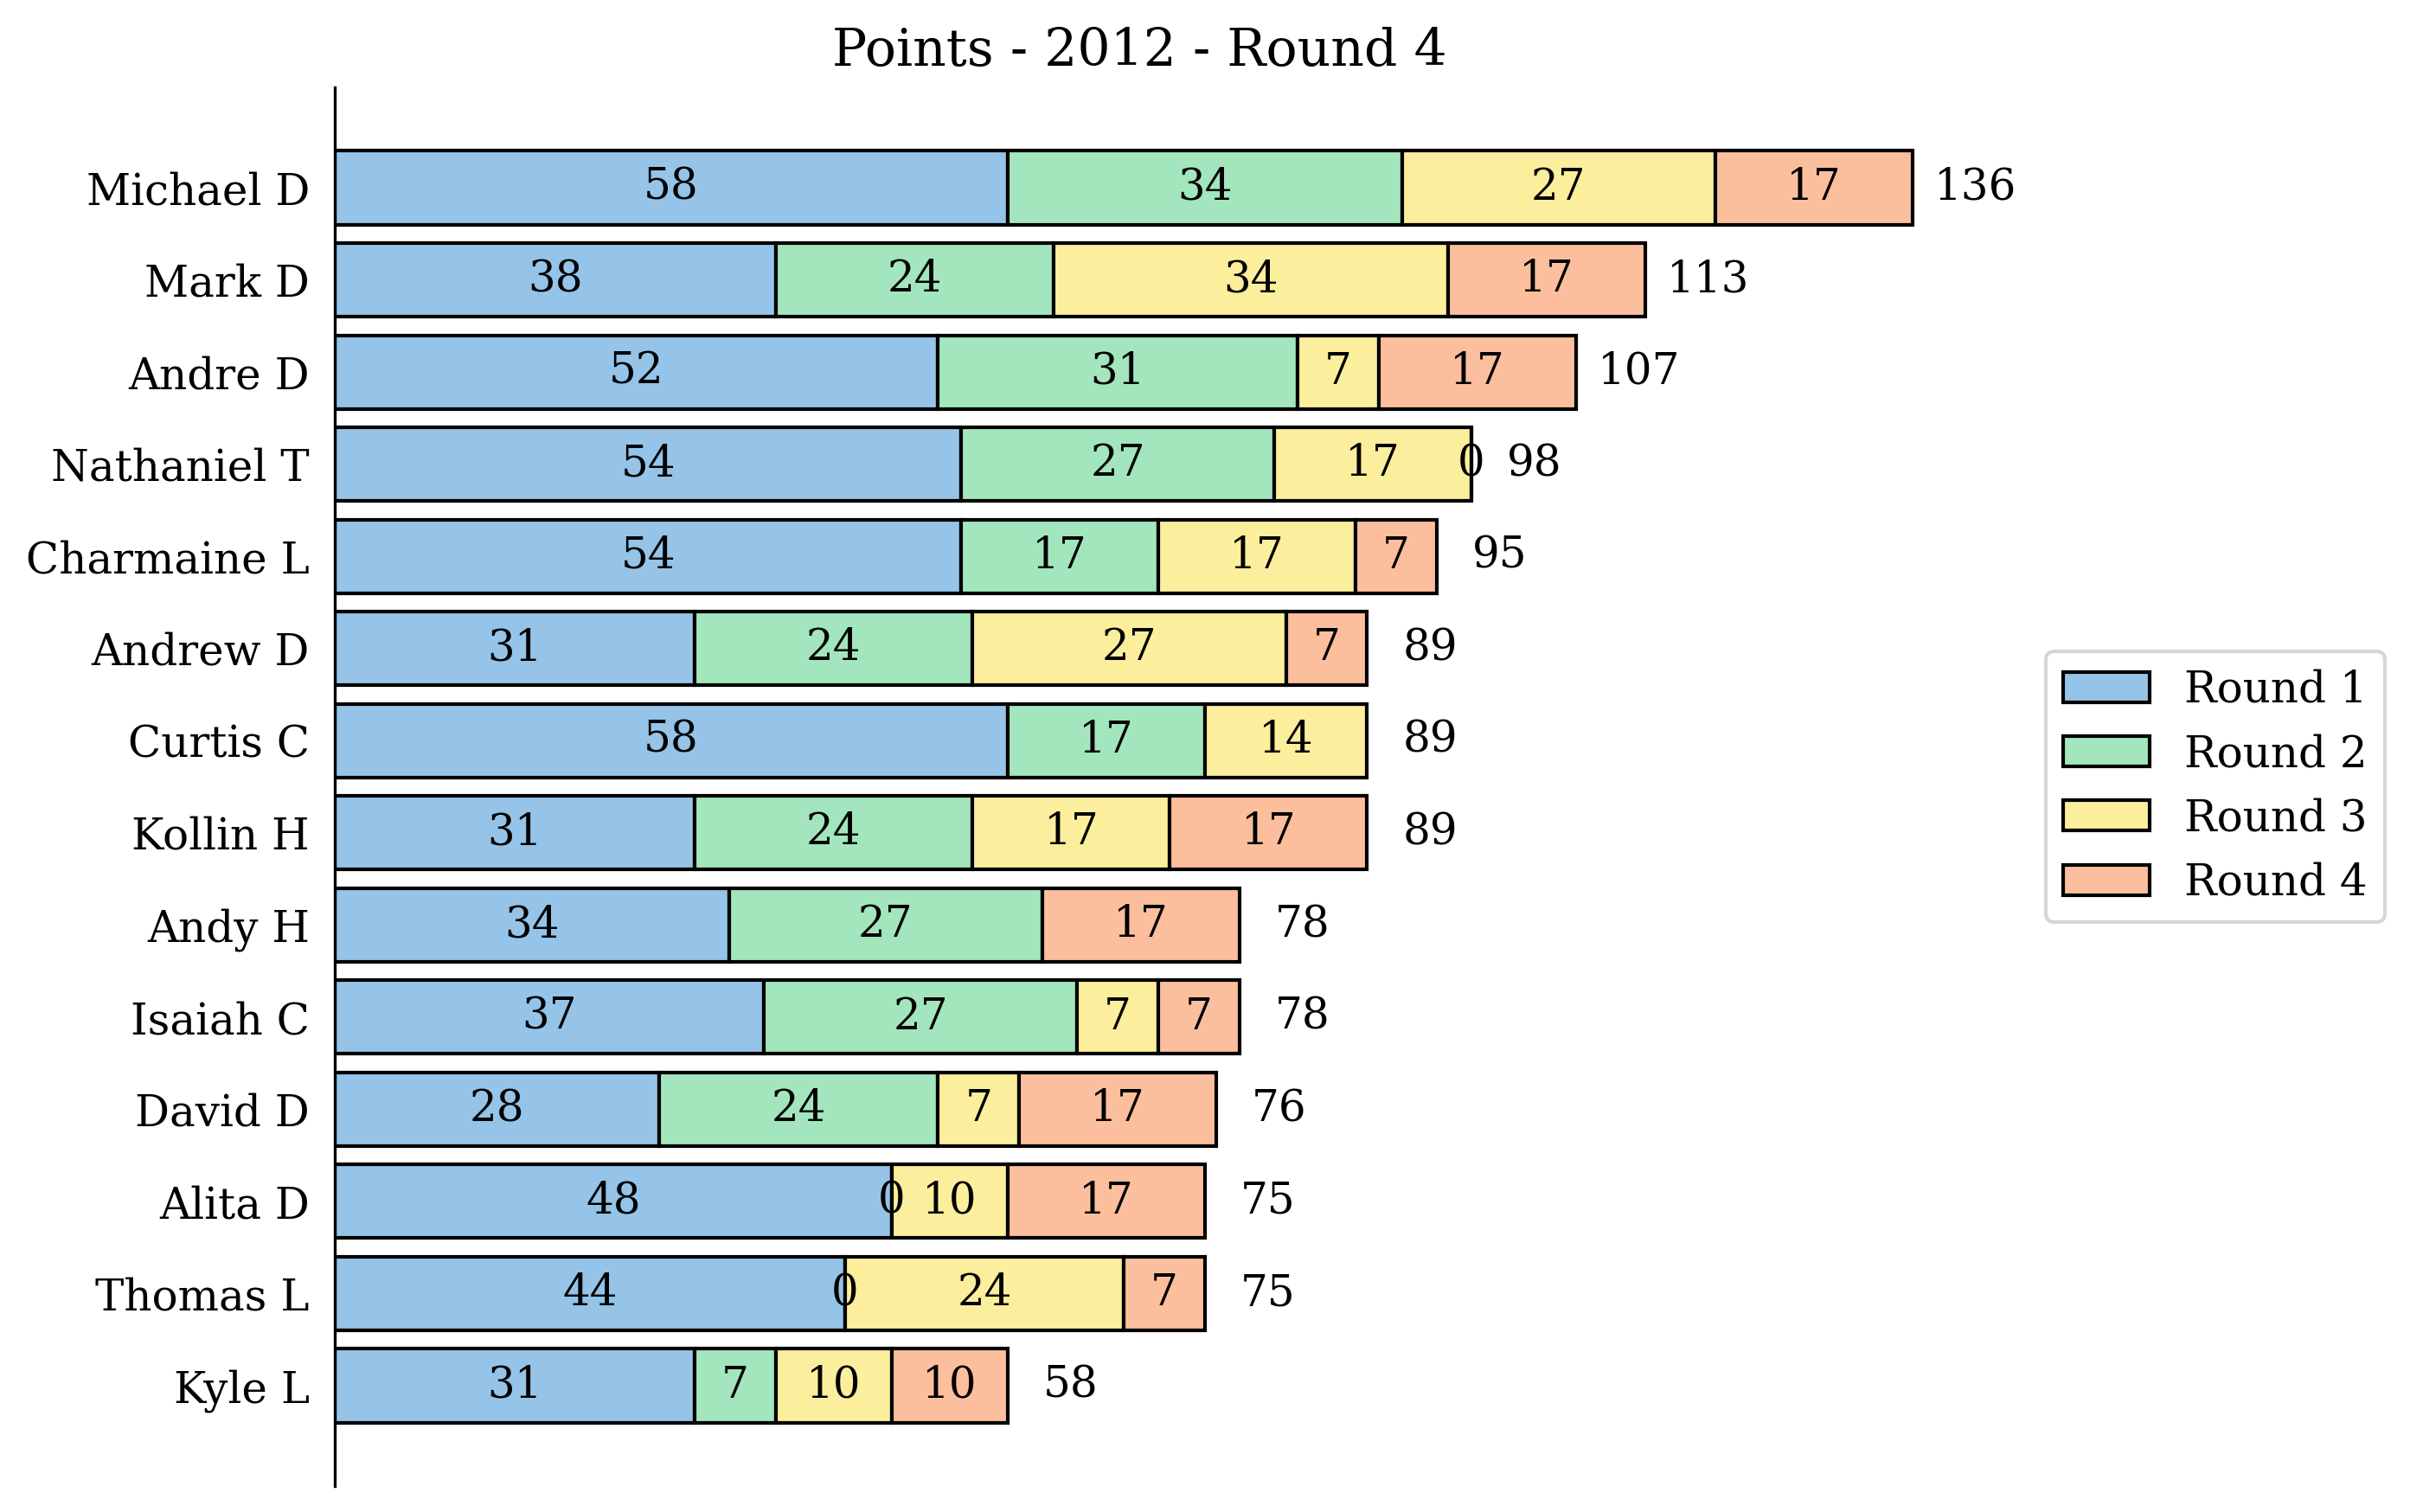 Points - 2012 - Round 4
Michael D 58 34 27 17 136
Mark D 38 24 34 17 113
Andre D 52 31 7 17 107
Nathaniel T 54 27 17 0 98
Charmaine L 54 17 17 7 95
Andrew D 31 24 27 7 89
Curtis C 58 17 14 89
Kollin H 31 24 17 17 89
Andy H 34 27 17 78
Isaiah C 37 27 7 7 78
David D 28 24 7 17 76
Alita D 48 0 10 17 75
Thomas L 44 0 24 7 75
Kyle L 31 7 10 10 58
Round 1
Round 2
Round 3
Round 4